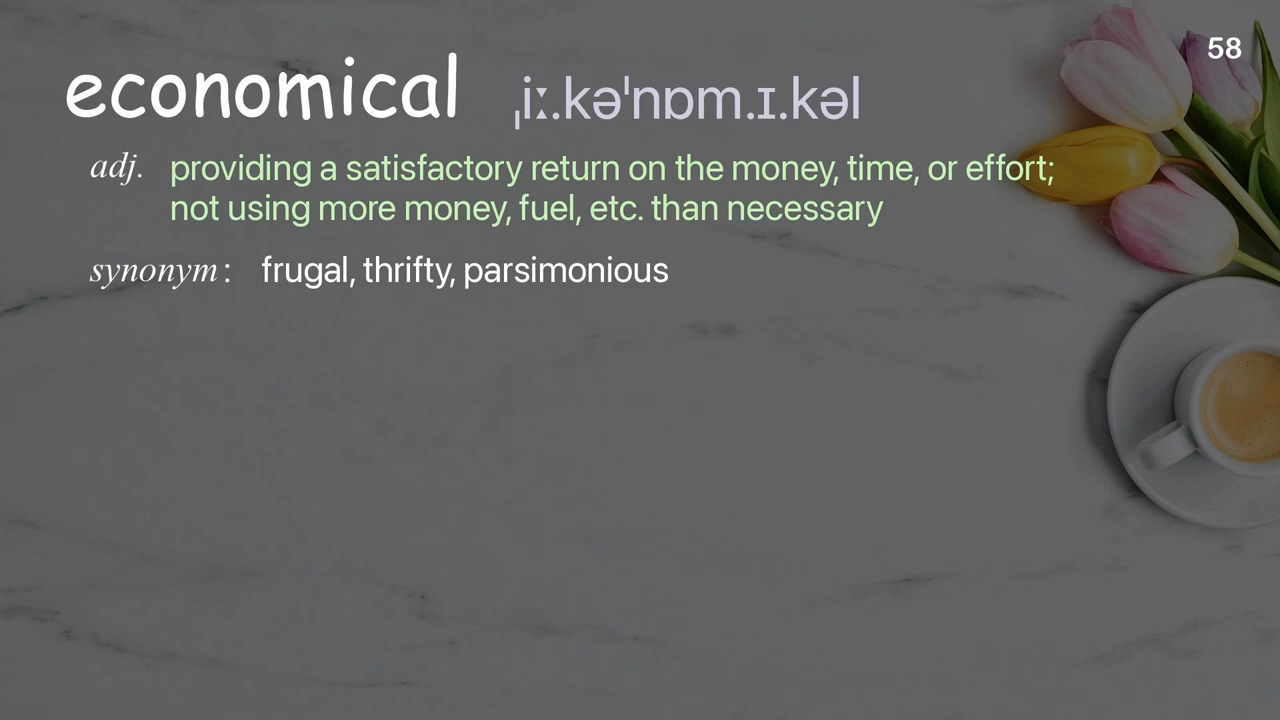 58
economical ˌiː.kəˈnɒm.ɪ.kəl
adj. providing a satisfactory return on the money, time, or effort;
not using more money, fuel, etc. than necessary
synonym: frugal, thrifty, parsimonious